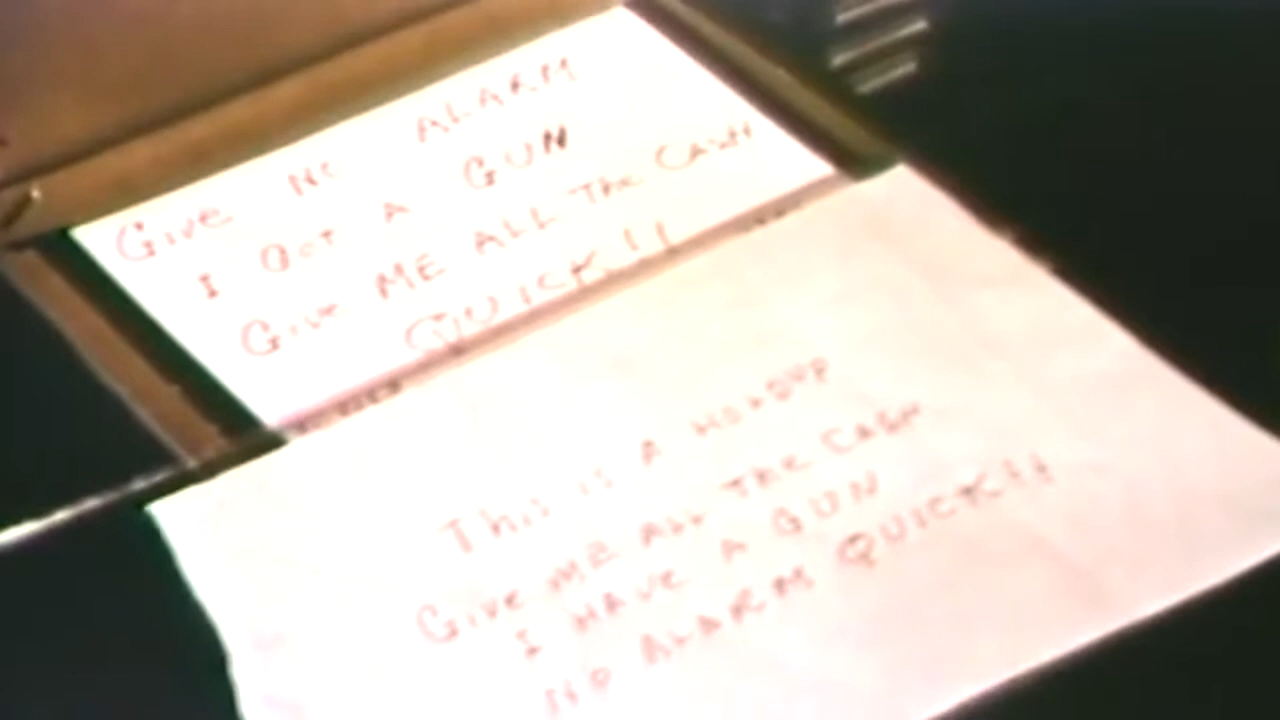 GIVE NO ALARM
I GOT A GUN
GIVE ME ALL THE CASH
QUICK!!
THIS IS A HOLDUP
GIVE ME ALL THE CASH
I HAVE A GUN
NO ALARM QUICK!!